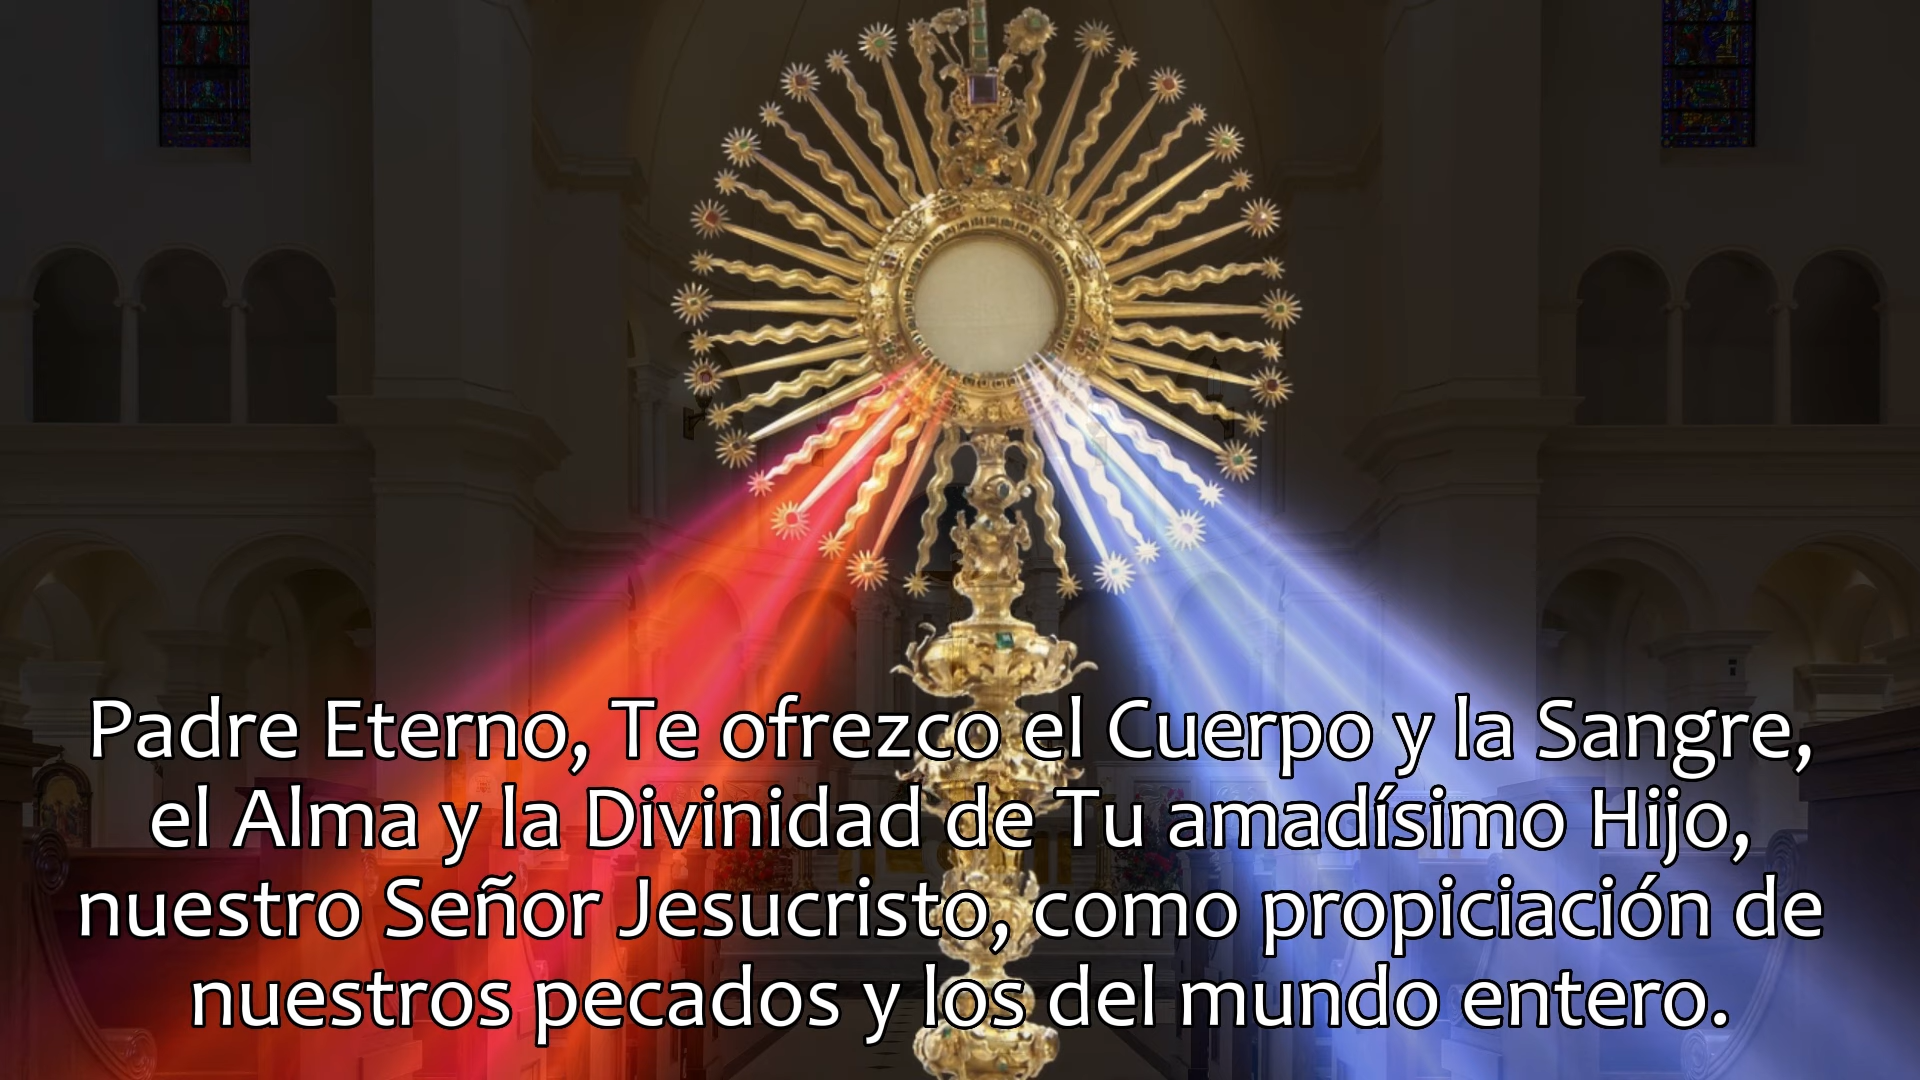 Padre Eterno, Te ofrezco el Cuerpo y la Sangre,
el Alma y la Divinidad de Tu amadísimo Hijo,
nuestro Señor Jesucristo, como propiciación de
nuestros pecados y los del mundo entero.